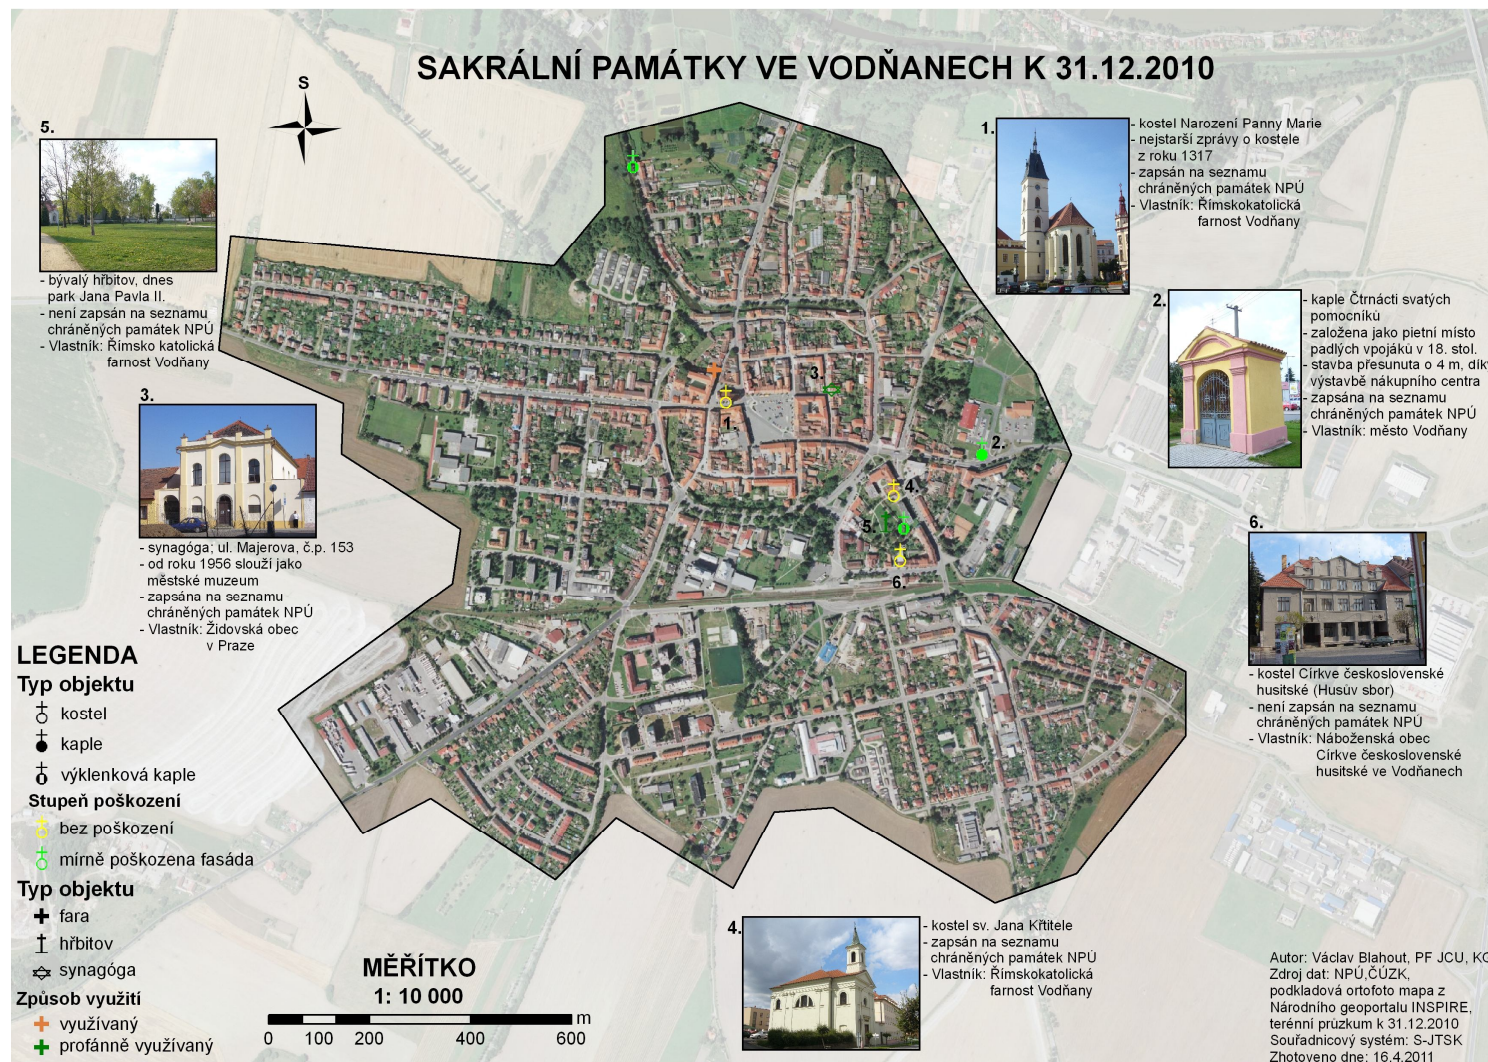 SAKRÁLNÍ PAMÁTKY VE VODŇANECH K 31.12.2010
S
5.
- bývalý hřbitov, dnes
park Jana Pavla II.
- není zapsán na seznamu
chráněných památek NPÚ
- Vlastník: Římsko katolická
farnost Vodňany
1.
- kostel Narození Panny Marie
- nejstarší zprávy o kostele
z roku 1317
- zapsán na seznamu
chráněných památek NPÚ
- Vlastník: Římskokatolická
farnost Vodňany
2.
- kaple Čtrnácti svatých
pomocníků
- založena jako pietní místo
padlých vpojáků v 18. stol.
- stavba přesunuta o 4 m, dík
výstavbě nákupního centra
- zapsána na seznamu
chráněných památek NPÚ
- Vlastník: město Vodňany
3.
- synagóga; ul. Majerova, č.p. 153
- od roku 1956 slouží jako
městské muzeum
- zapsána na seznamu
chráněných památek NPÚ
- Vlastník: Židovská obec
v Praze
3.
1.
2.
4.
5.
6.
6.
- kostel Církve československé
husitské (Husův sbor)
- není zapsán na seznamu
chráněných památek NPÚ
- Vlastník: Náboženská obec
Církve československé
husitské ve Vodňanech
LEGENDA
Typ objektu
kostel
kaple
výklenková kaple
Stupeň poškození
bez poškození
mírně poškozena fasáda
Typ objektu
fara
hřbitov
synagóga
Způsob využití
využívaný
profánně využívaný
MĚŘÍTKO
1: 10 000
m
0 100 200 400 600
4.
- kostel sv. Jana Křtitele
- zapsán na seznamu
chráněných památek NPÚ
- Vlastník: Římskokatolická
farnost Vodňany
Autor: Václav Blahout, PF JCU, KG
Zdroj dat: NPÚ,ČÚZK,
podkladová ortofoto mapa z
Národního geoportalu INSPIRE,
terénní průzkum k 31.12.2010
Souřadnicový systém: S-JTSK
Zhotoveno dne: 16.4.2011